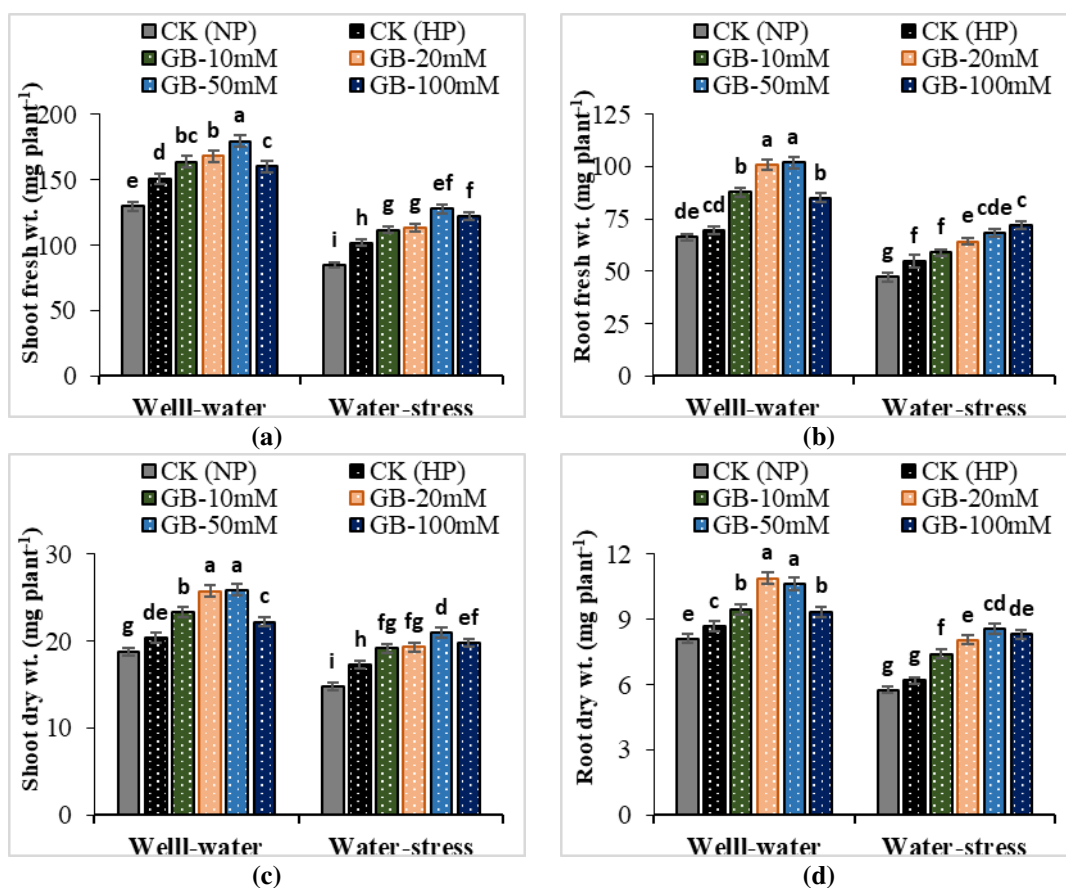 CK (NP) CK (HP)
GB-10mM GB-20mM
GB-50mM GB-100mM
Shoot fresh wt. (mg plant⁻¹)
200
150
100
50
0
e d bc b a c
i h g g ef f
Welll-water Water-stress
(a)
CK (NP) CK (HP)
GB-10mM GB-20mM
GB-50mM GB-100mM
Root fresh wt. (mg plant⁻¹)
125
100
75
50
25
0
de cd b a a b
g f f e cde c
Welll-water Water-stress
(b)
CK (NP) CK (HP)
GB-10mM GB-20mM
GB-50mM GB-100mM
Shoot dry wt. (mg plant⁻¹)
30
20
10
0
g de b a a c
i h fg fg d ef
Welll-water Water-stress
(c)
CK (NP) CK (HP)
GB-10mM GB-20mM
GB-50mM GB-100mM
Root dry wt. (mg plant⁻¹)
12
9
6
3
0
e c b a a b
g g f e cd de
Welll-water Water-stress
(d)